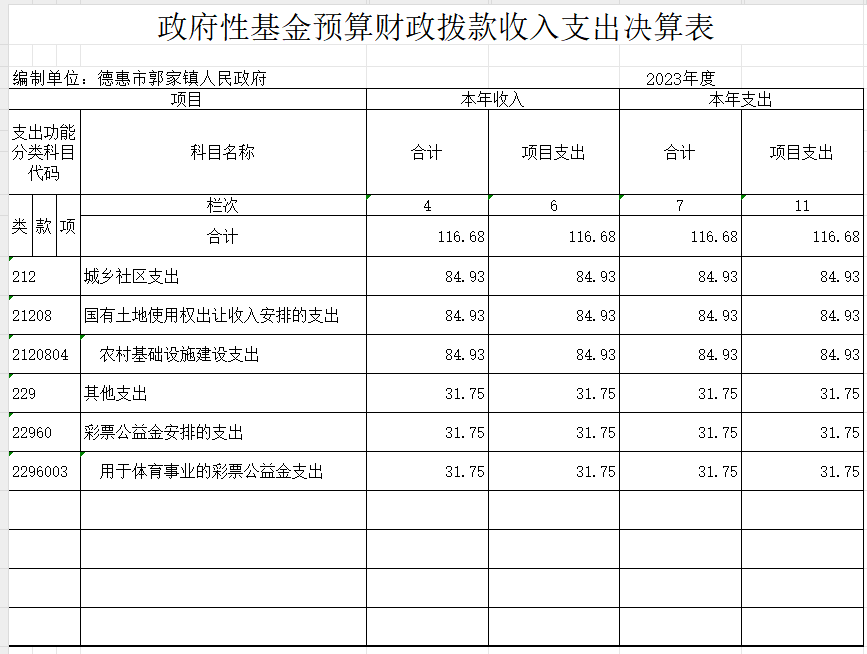 政府性基金预算财政拨款收入支出决算表
编制单位：德惠市郭家镇人民政府 2023年度
项目 本年收入 本年支出
支出功能
分类科目
代码
科目名称 合计 项目支出 合计 项目支出
类 款 项 栏次 4 6 7 11
合计 116.68 116.68 116.68 116.68
212 城乡社区支出 84.93 84.93 84.93 84.93
21208 国有土地使用权出让收入安排的支出 84.93 84.93 84.93 84.93
2120804 农村基础设施建设支出 84.93 84.93 84.93 84.93
229 其他支出 31.75 31.75 31.75 31.75
22960 彩票公益金安排的支出 31.75 31.75 31.75 31.75
2296003 用于体育事业的彩票公益金支出 31.75 31.75 31.75 31.75